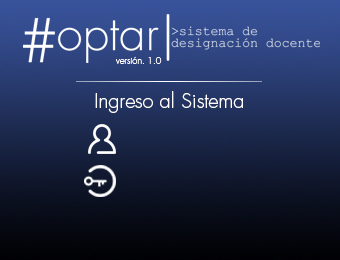 #optar
>sistema de
designación docente
versión. 1.0
Ingreso al Sistema